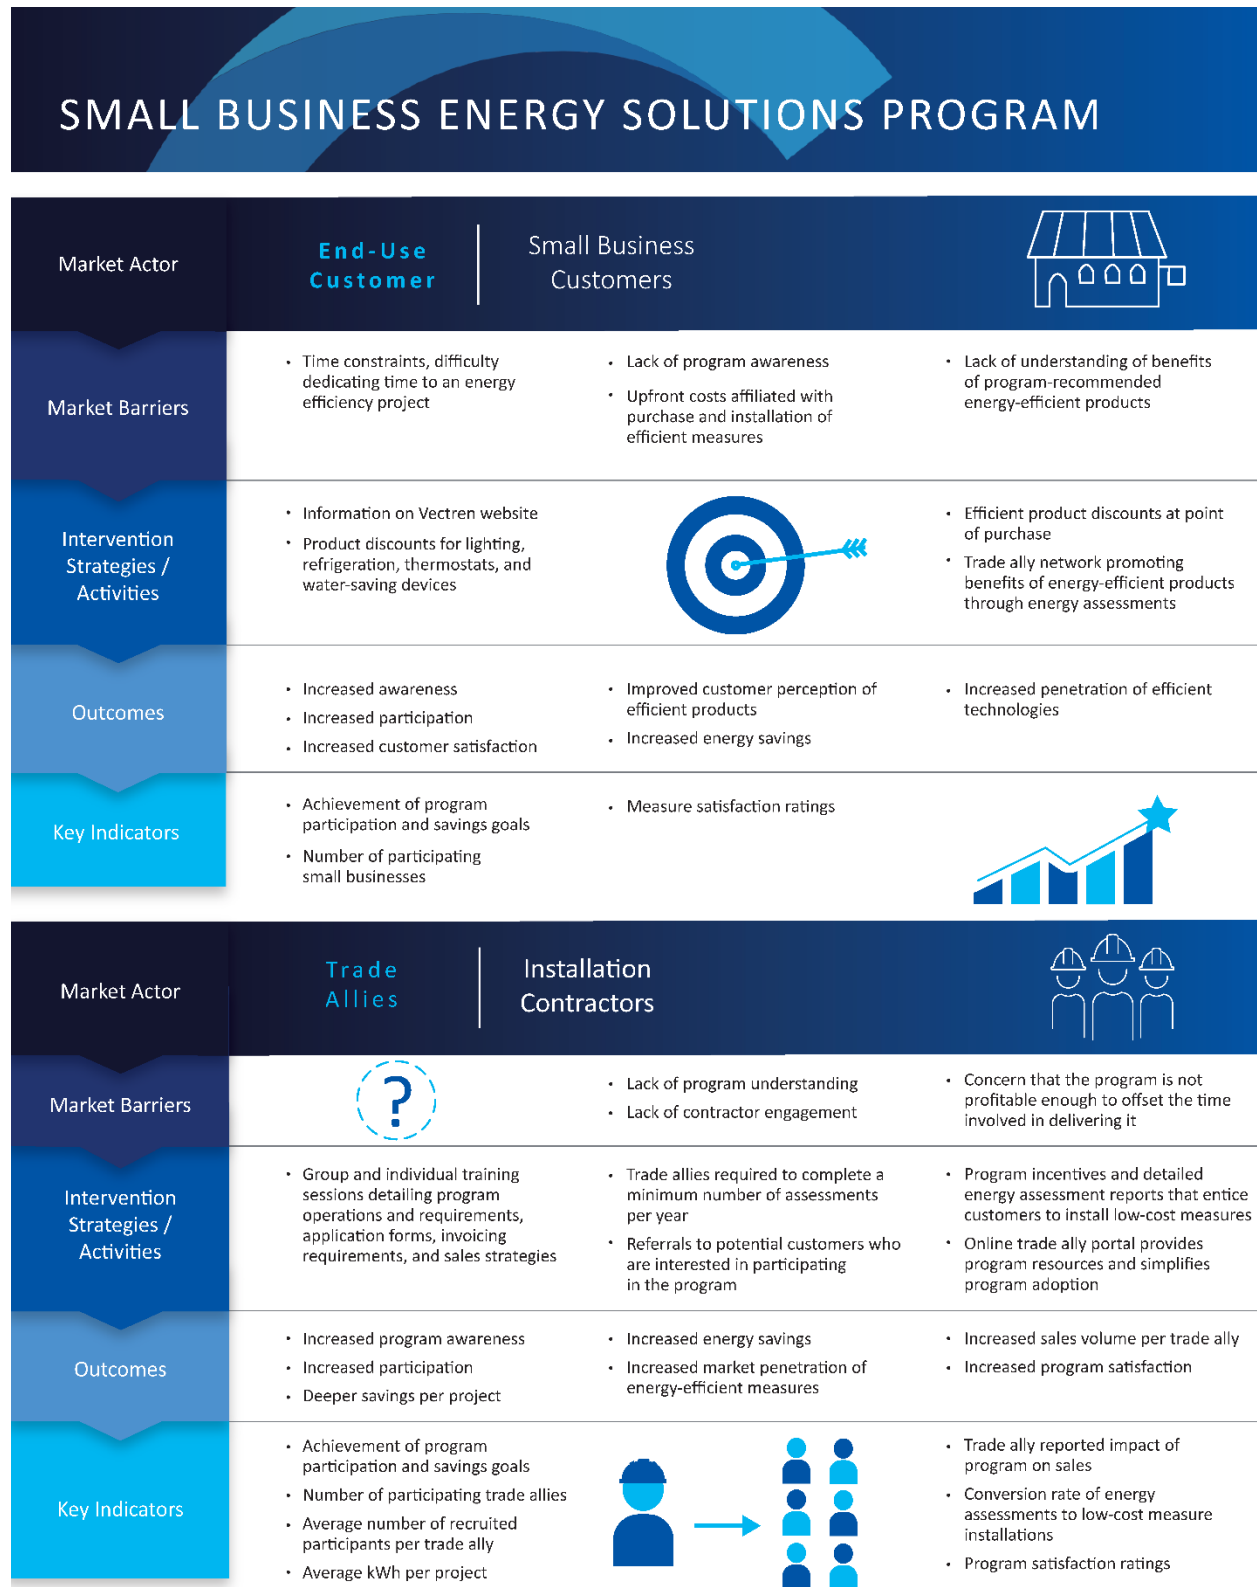 SMALL BUSINESS ENERGY SOLUTIONS PROGRAM
Market Actor
End-Use
Customer
Small Business
Customers
Market Barriers
• Time constraints, difficulty
dedicating time to an energy
efficiency project
• Lack of program awareness
• Upfront costs affiliated with
purchase and installation of
efficient measures
• Lack of understanding of benefits
of program-recommended
energy-efficient products
Intervention
Strategies /
Activities
• Information on Vectren website
• Product discounts for lighting,
refrigeration, thermostats, and
water-saving devices
• Efficient product discounts at point
of purchase
• Trade ally network promoting
benefits of energy-efficient products
through energy assessments
Outcomes
• Increased awareness
• Increased participation
• Increased customer satisfaction
• Improved customer perception of
efficient products
• Increased energy savings
• Increased penetration of efficient
technologies
Key Indicators
• Achievement of program
participation and savings goals
• Number of participating
small businesses
• Measure satisfaction ratings
Market Actor
Trade
Allies
Installation
Contractors
Market Barriers
?
• Lack of program understanding
• Lack of contractor engagement
• Concern that the program is not
profitable enough to offset the time
involved in delivering it
Intervention
Strategies /
Activities
• Group and individual training
sessions detailing program
operations and requirements,
application forms, invoicing
requirements, and sales strategies
• Trade allies required to complete a
minimum number of assessments
per year
• Referrals to potential customers who
are interested in participating
in the program
• Program incentives and detailed
energy assessment reports that entice
customers to install low-cost measures
• Online trade ally portal provides
program resources and simplifies
program adoption
Outcomes
• Increased program awareness
• Increased participation
• Deeper savings per project
• Increased energy savings
• Increased market penetration of
energy-efficient measures
• Increased sales volume per trade ally
• Increased program satisfaction
Key Indicators
• Achievement of program
participation and savings goals
• Number of participating trade allies
• Average number of recruited
participants per trade ally
• Average kWh per project
• Trade ally reported impact of
program on sales
• Conversion rate of energy
assessments to low-cost measure
installations
• Program satisfaction ratings